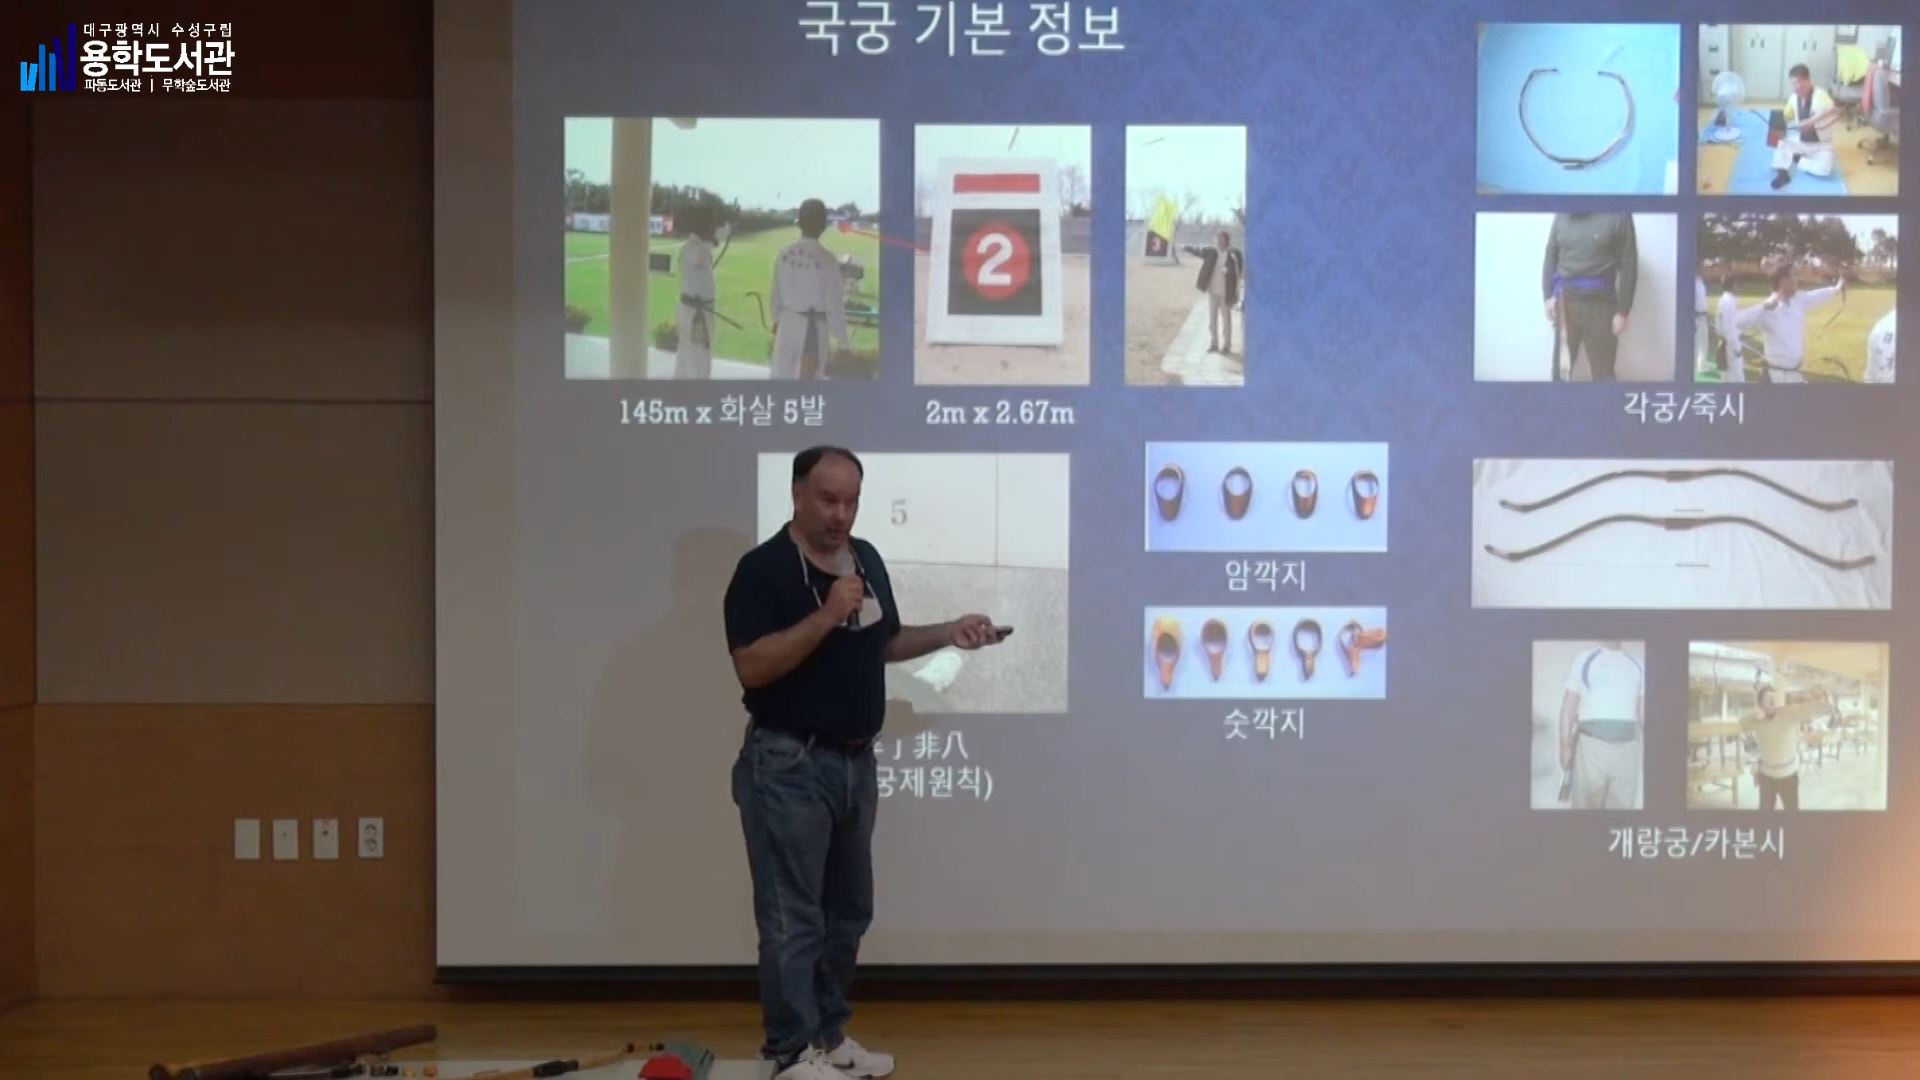 대구광역시 수성구립
용학도서관
파동도서관 | 무학숲도서관
국궁 기본 정보
2
3
145m x 화살 5발
2m x 2.67m
각궁/죽시
5
암깍지
숫깍지
非八
궁제원칙)
개량궁/카본시